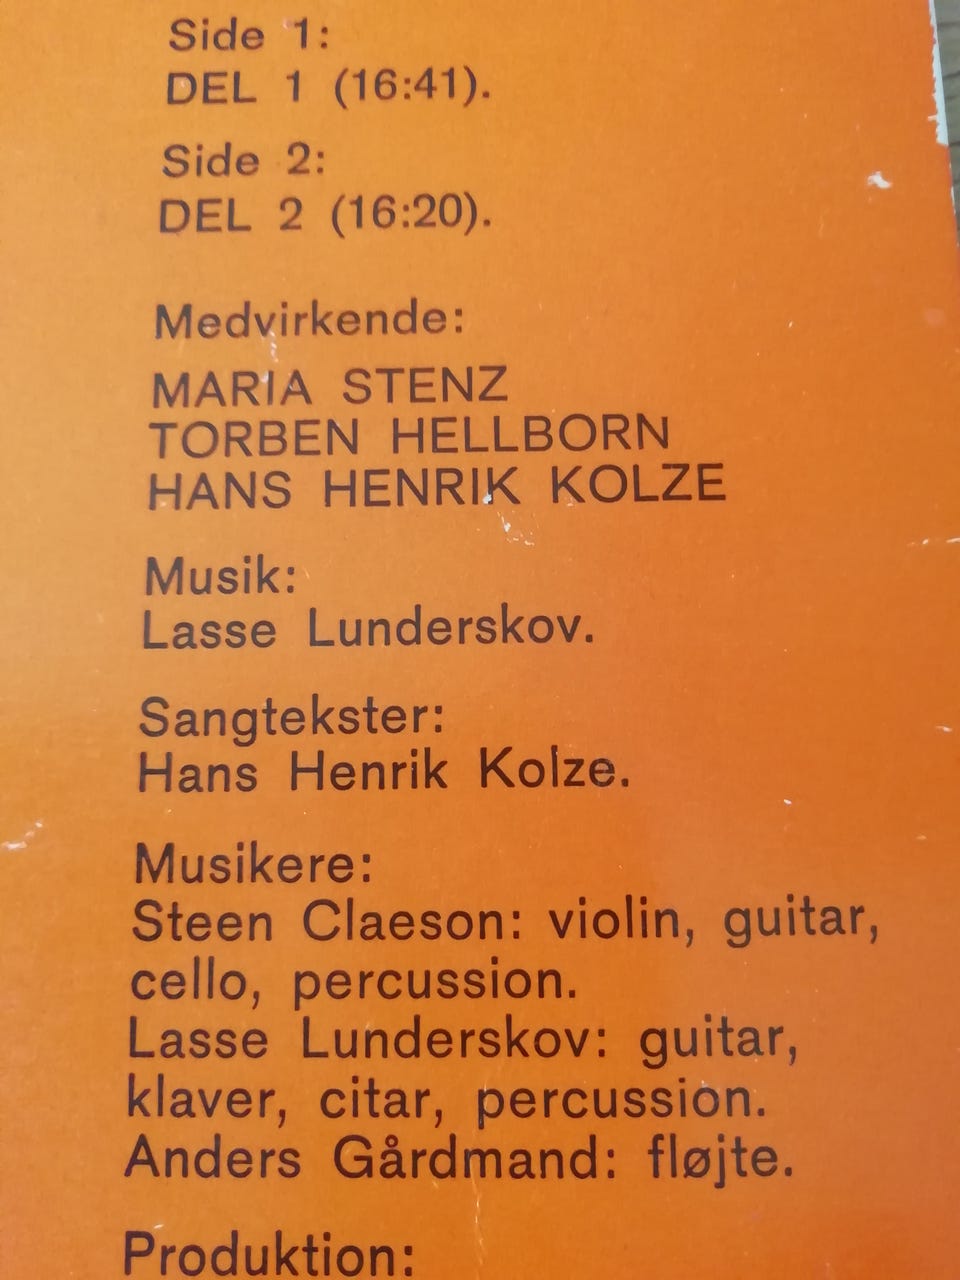 Side 1:
DEL 1 (16:41).
Side 2:
DEL 2 (16:20).
Medvirkende:
MARIA STENZ
TORBEN HELLBORN
HANS HENRIK KOLZE
Musik:
Lasse Lunderskov.
Sangtekster:
Hans Henrik Kolze.
Musikere:
Steen Claeson: violin, guitar,
cello, percussion.
Lasse Lunderskov: guitar,
klaver, citar, percussion.
Anders Gårdmand: fløjte.
Produktion: